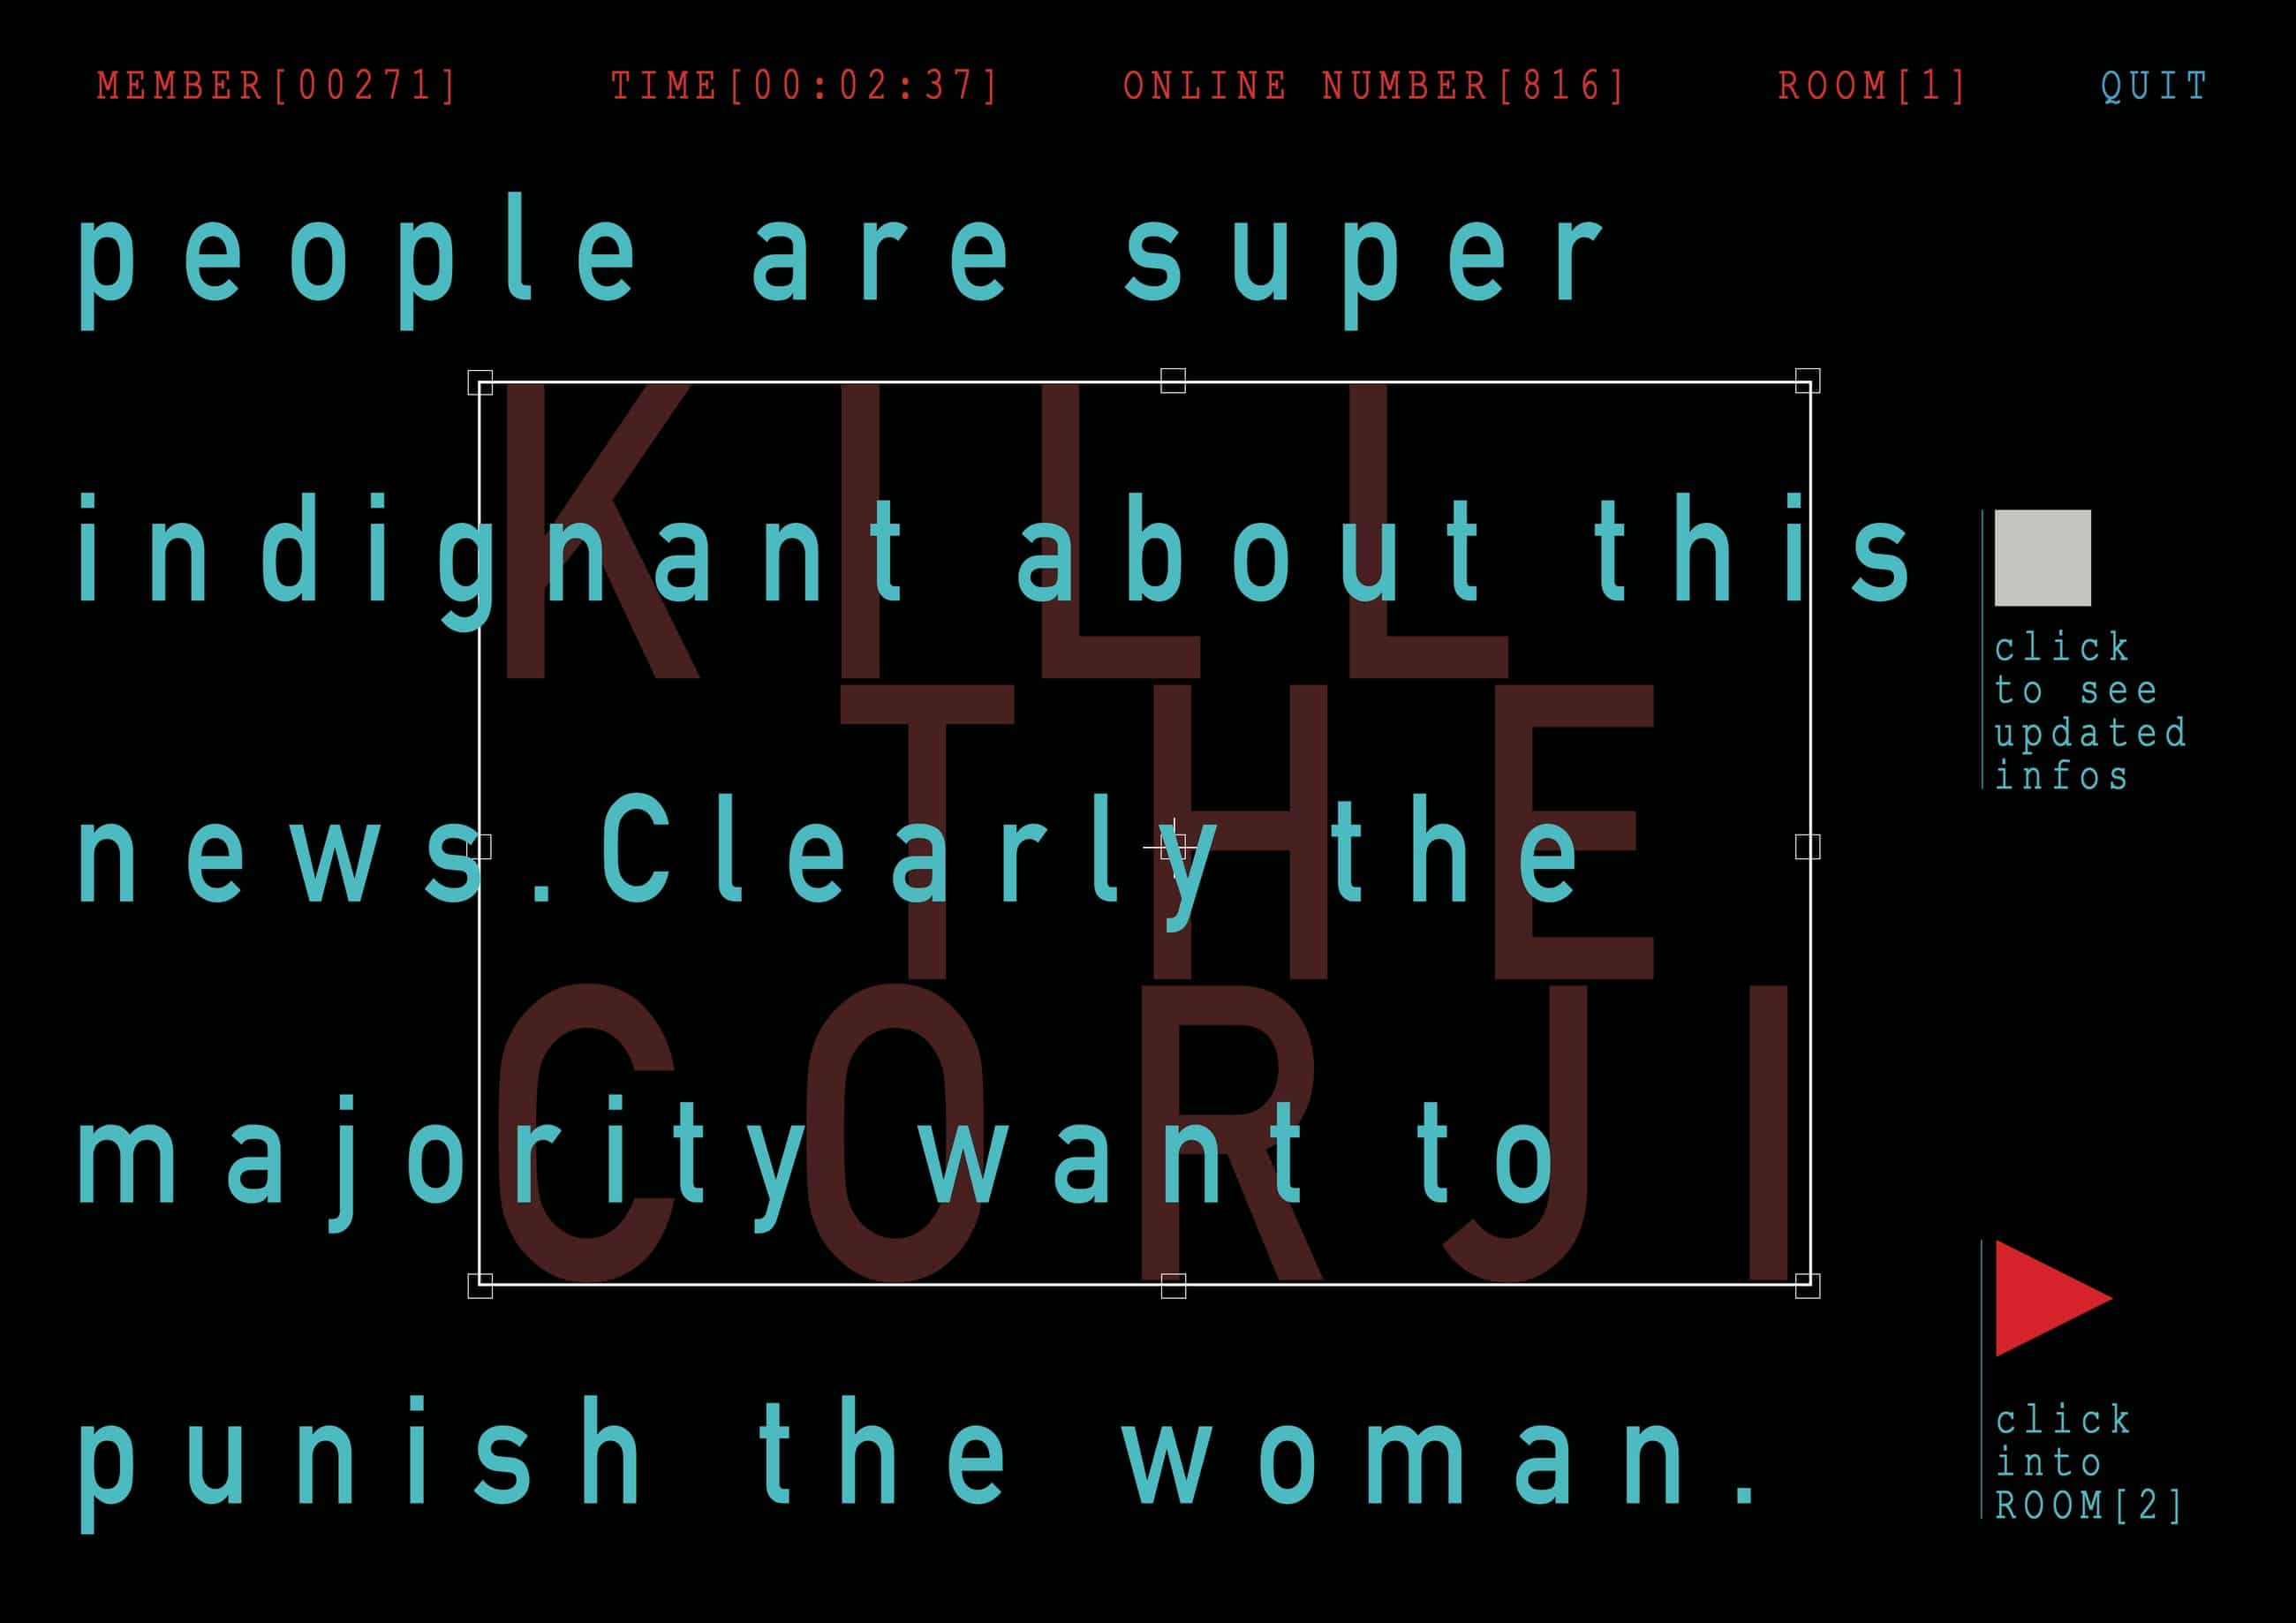 MEMBER[00271] TIME[00:02:37] ONLINE NUMBER[816] ROOM[1] QUIT
people are super
indignant about this
news.Clearly the
majority want to
punish the woman.
KILL
THE
CORJI
click
to see
updated
infos
click
into
ROOM[2]